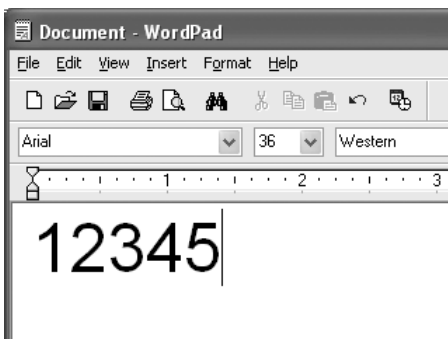 Document - WordPad
File Edit View Insert Format Help
Arial 36 Western
1 2 3
12345